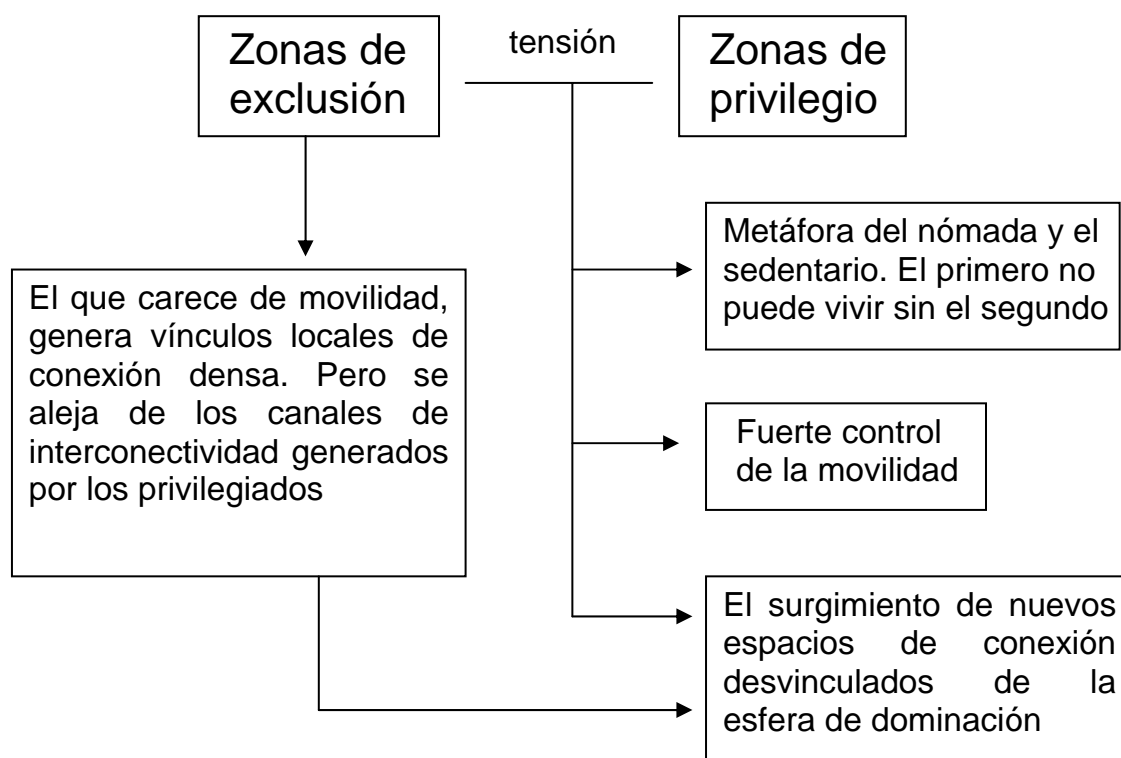 Zonas de
exclusión
tensión
Zonas de
privilegio
Metáfora del nómada y el
sedentario. El primero no
puede vivir sin el segundo
El que carece de movilidad,
genera vínculos locales de
conexión densa. Pero se
aleja de los canales de
interconectividad generados
por los privilegiados
Fuerte control
de la movilidad
El surgimiento de nuevos
espacios de conexión
desvinculados de la
esfera de dominación